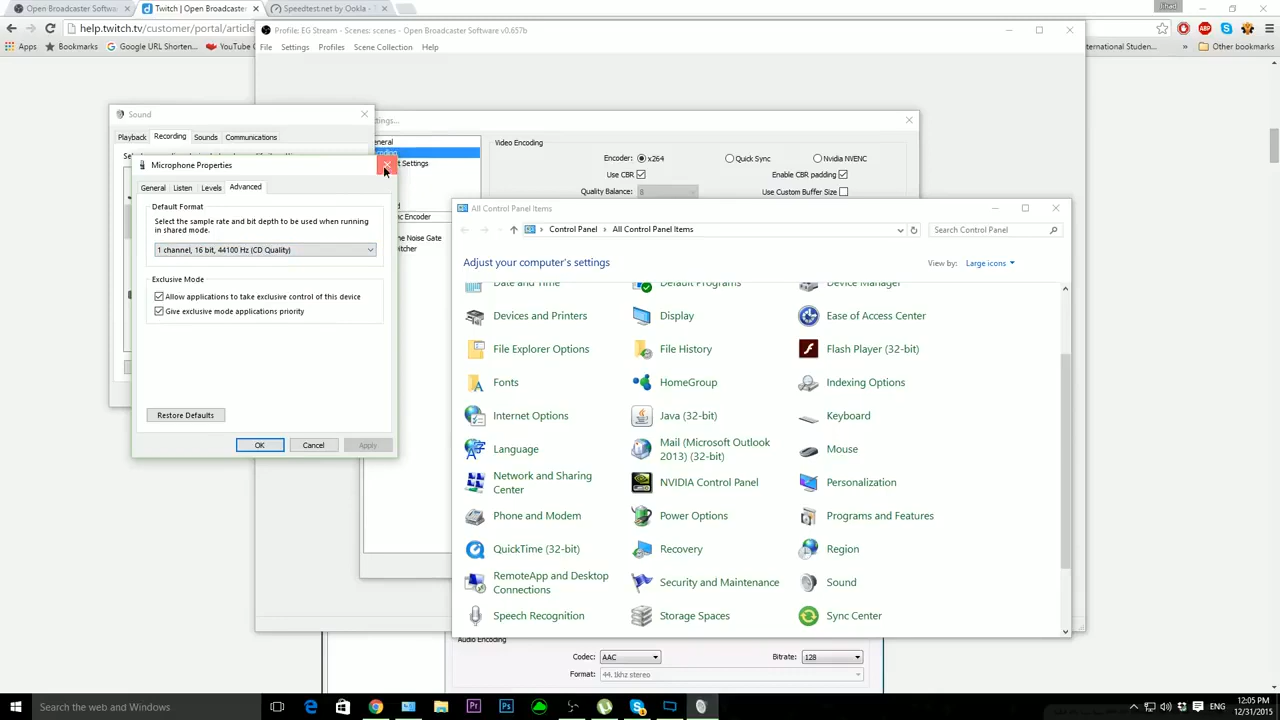 Open Broadcaster Softwar
Twitch | Open Broadcaster
Speedtest.net by Ookla - T
Jihad
help.twitch.tv/customer/portal/article
Apps
Bookmarks
Google URL Shorten...
YouTube
International Studen...
»
Other bookmarks
Profile: EG Stream - Scenes: scenes - Open Broadcaster Software v0.657b
File
Settings
Profiles
Scene Collection
Help
Sound
Playback
Recording
Sounds
Communications
Microphone Properties
General
Listen
Levels
Advanced
Default Format
Select the sample rate and bit depth to be used when running
in shared mode.
1 channel, 16 bit, 44100 Hz (CD Quality)
Exclusive Mode
Allow applications to take exclusive control of this device
Give exclusive mode applications priority
Restore Defaults
OK
Cancel
Apply
Settings
Video Encoding
Encoder:
x264
Quick Sync
Nvidia NVENC
Use CBR
Enable CBR padding
Quality Balance:
8
Use Custom Buffer Size
All Control Panel Items
Control Panel
All Control Panel Items
Search Control Panel
Adjust your computer's settings
View by:
Large icons
Date and Time
Default Programs
Device Manager
Devices and Printers
Display
Ease of Access Center
File Explorer Options
File History
Flash Player (32-bit)
Fonts
HomeGroup
Indexing Options
Internet Options
Java (32-bit)
Keyboard
Language
Mail (Microsoft Outlook
2013) (32-bit)
Mouse
Network and Sharing
Center
NVIDIA Control Panel
Personalization
Phone and Modem
Power Options
Programs and Features
QuickTime (32-bit)
Recovery
Region
RemoteApp and Desktop
Connections
Security and Maintenance
Sound
Speech Recognition
Storage Spaces
Sync Center
Audio Encoding
Codec:
AAC
Bitrate:
128
Format:
44.1khz stereo
Search the web and Windows
ENG
12:05 PM
12/31/2015